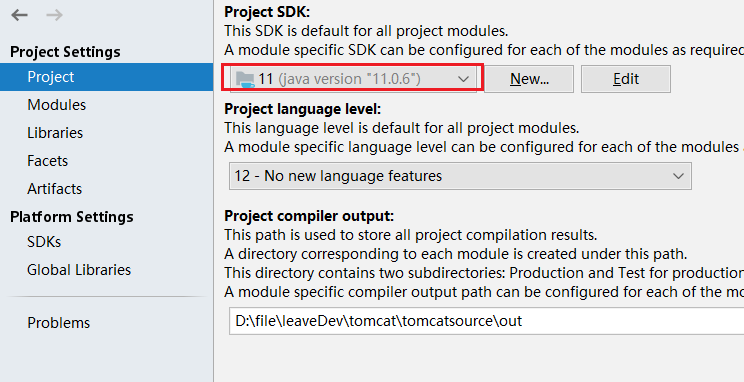 Project Settings
Project
Modules
Libraries
Facets
Artifacts
Platform Settings
SDKs
Global Libraries
Problems
Project SDK:
This SDK is default for all project modules.
A module specific SDK can be configured for each of the modules as required
11 (java version "11.0.6")
New...
Edit
Project language level:
This language level is default for all project modules.
A module specific language level can be configured for each of the modules
12 - No new language features
Project compiler output:
This path is used to store all project compilation results.
A directory corresponding to each module is created under this path.
This directory contains two subdirectories: Production and Test for production
A module specific compiler output path can be configured for each of the mo
D:\file\leaveDev\tomcat\tomcatsource\out